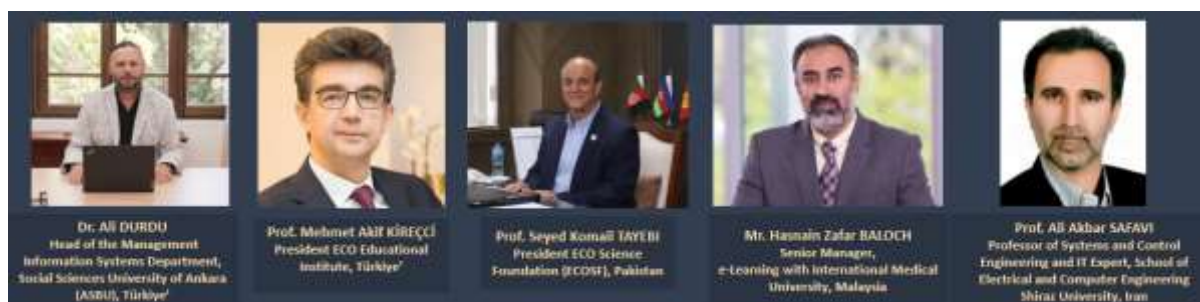 Dr. Ali DURDU
Head of the Management
Information Systems Department,
Social Sciences University of Ankara
(ASBU), Türkiye'
Prof. Mehmet Akif KİREÇCİ
President ECO Educational
Institute, Türkiye'
Prof. Seyed Komail TAYEBI
President ECO Science
Foundation (ECOSF), Pakistan
Mr. Hasnain Zafar BALOCH
Senior Manager,
e-Learning with International Medical
University, Malaysia
Prof. Ali Akbar SAFAVI
Professor of Systems and Control
Engineering and IT Expert, School of
Electrical and Computer Engineering
Shiraz University, Iran